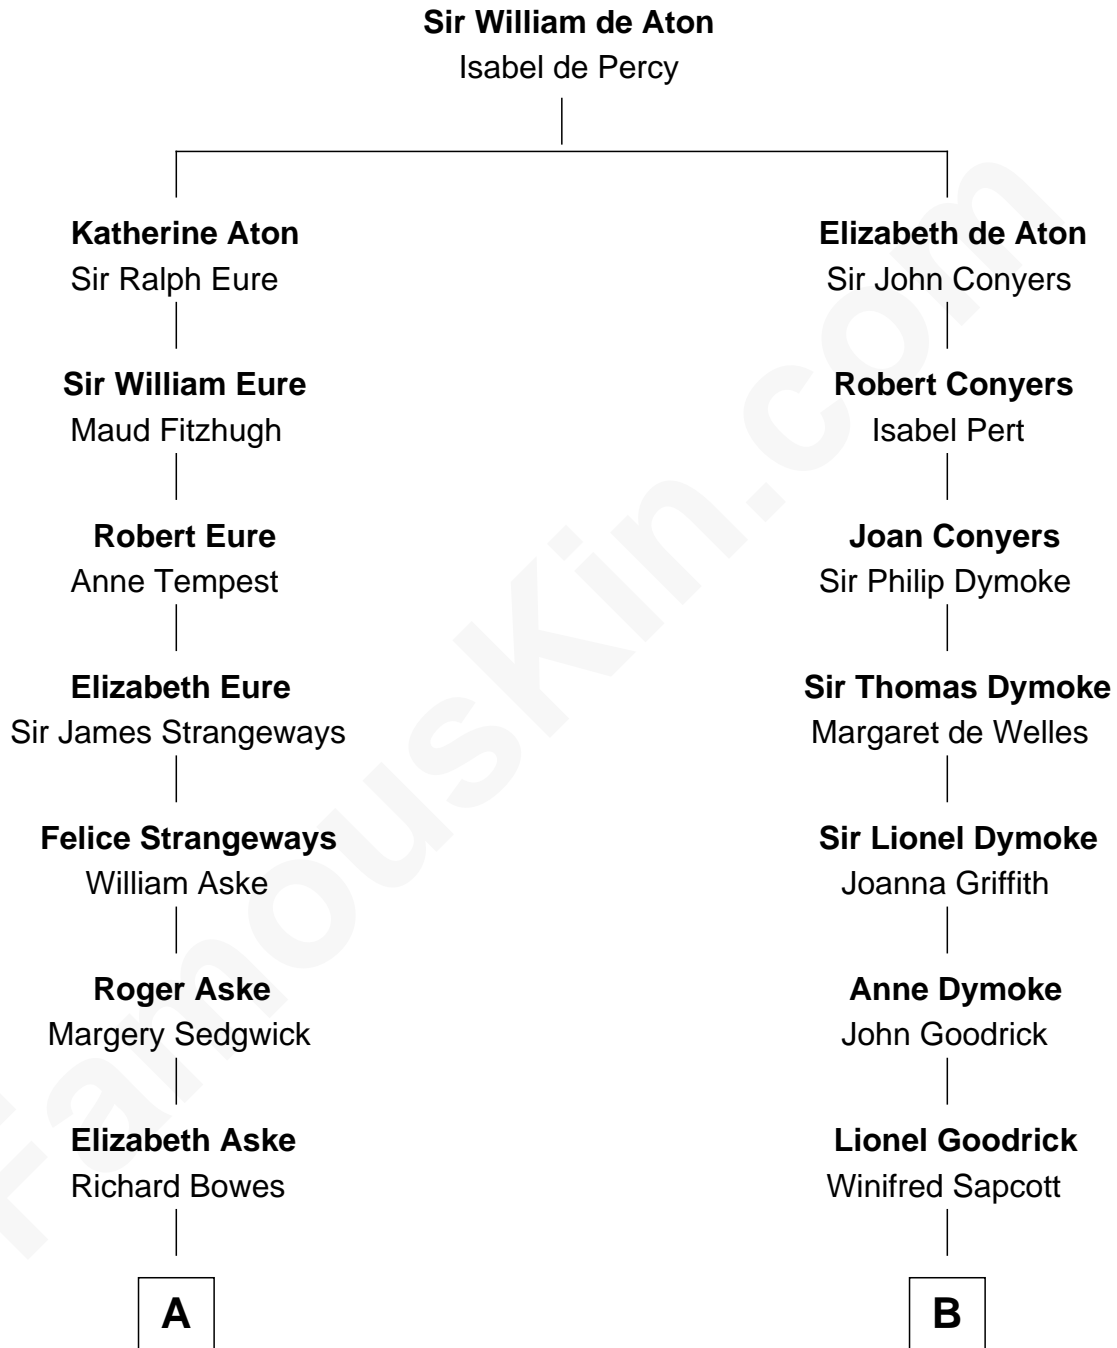 Sir William de Aton
Isabel de Percy
Katherine Aton
Sir Ralph Eure
Elizabeth de Aton
Sir John Conyers
Sir William Eure
Maud Fitzhugh
Robert Conyers
Isabel Pert
Robert Eure
Anne Tempest
Joan Conyers
Sir Philip Dymoke
Elizabeth Eure
Sir James Strangeways
Sir Thomas Dymoke
Margaret de Welles
Felice Strangeways
William Aske
Sir Lionel Dymoke
Joanna Griffith
Roger Aske
Margery Sedgwick
Anne Dymoke
John Goodrick
Elizabeth Aske
Richard Bowes
Lionel Goodrick
Winifred Sapcott
A
B
FamousKin.com